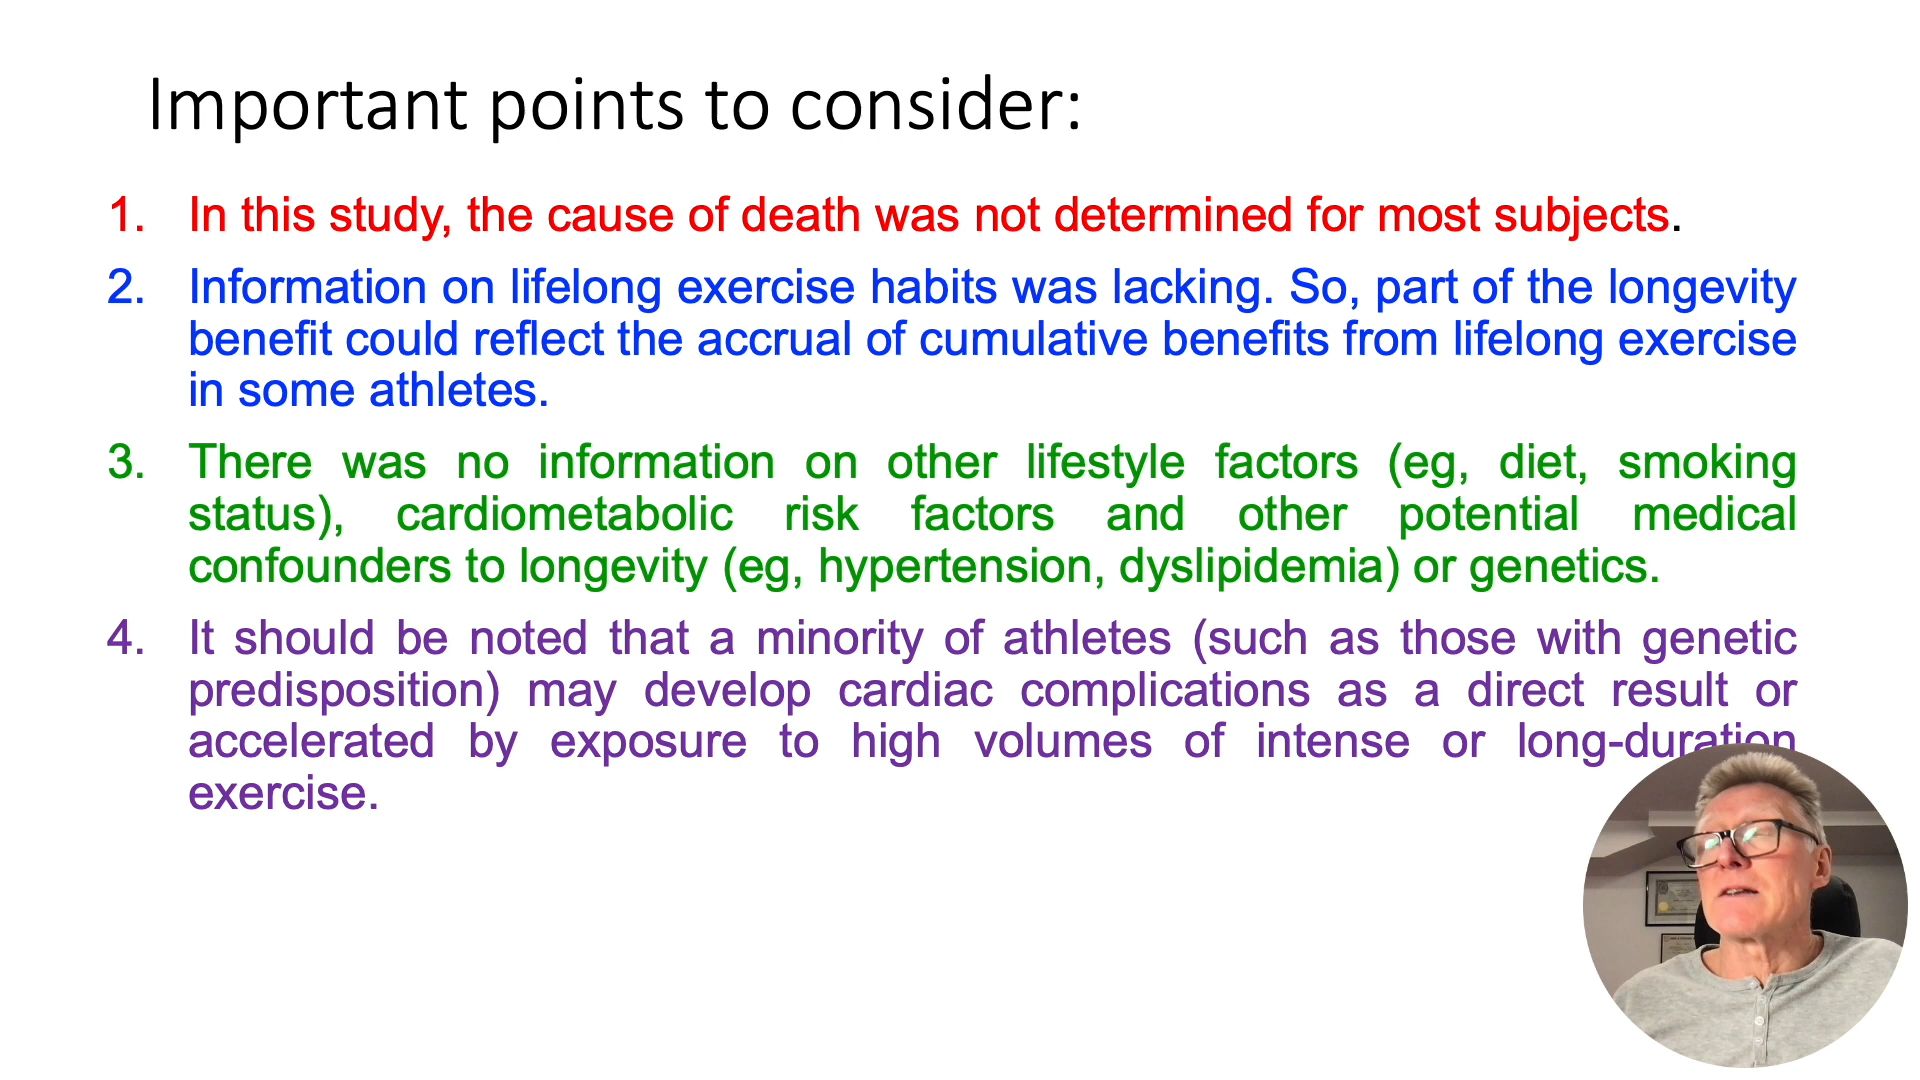 Important points to consider:
1. In this study, the cause of death was not determined for most subjects.
2. Information on lifelong exercise habits was lacking. So, part of the longevity
benefit could reflect the accrual of cumulative benefits from lifelong exercise
in some athletes.
3. There was no information on other lifestyle factors (eg, diet, smoking
status), cardiometabolic risk factors and other potential medical
confounders to longevity (eg, hypertension, dyslipidemia) or genetics.
4. It should be noted that a minority of athletes (such as those with genetic
predisposition) may develop cardiac complications as a direct result or
accelerated by exposure to high volumes of intense or long-duration
exercise.